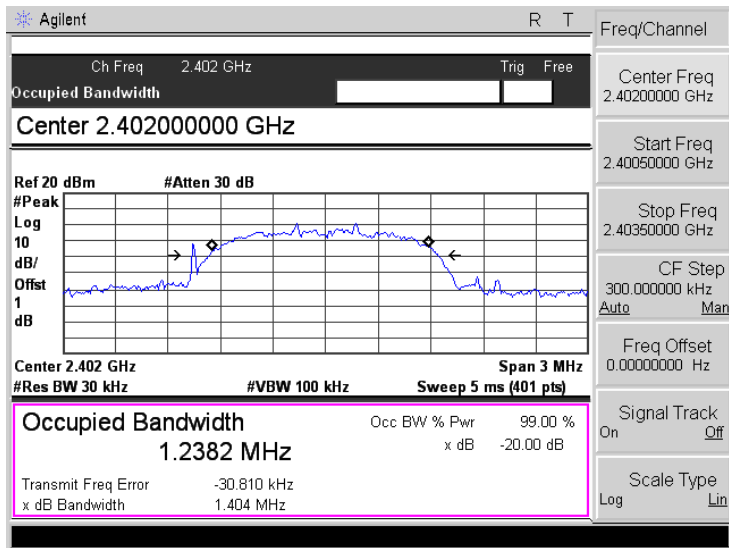 Agilent
R T
Freq/Channel
Ch Freq 2.402 GHz
Trig Free
Occupied Bandwidth
Center 2.402000000 GHz
Ref 20 dBm
#Atten 30 dB
#Peak
Log
10
dB/
Offst
1
dB
Center 2.402 GHz
Span 3 MHz
#Res BW 30 kHz
#VBW 100 kHz
Sweep 5 ms (401 pts)
Occupied Bandwidth
1.2382 MHz
Occ BW % Pwr 99.00 %
x dB -20.00 dB
Transmit Freq Error -30.810 kHz
x dB Bandwidth 1.404 MHz
Center Freq
2.40200000 GHz
Start Freq
2.40050000 GHz
Stop Freq
2.40350000 GHz
CF Step
300.000000 kHz
Auto Man
Freq Offset
0.00000000 Hz
Signal Track
On Off
Scale Type
Log Lin